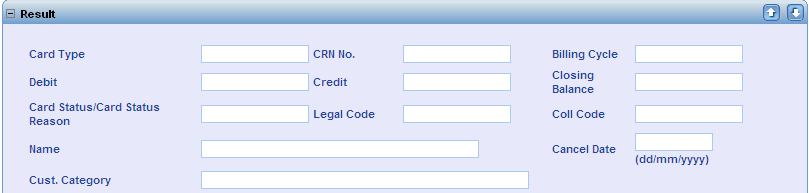 Result
Card Type CRN No. Billing Cycle
Debit Credit Closing
Balance
Card Status/Card Status
Reason Legal Code Coll Code
Name Cancel Date
(dd/mm/yyyy)
Cust. Category